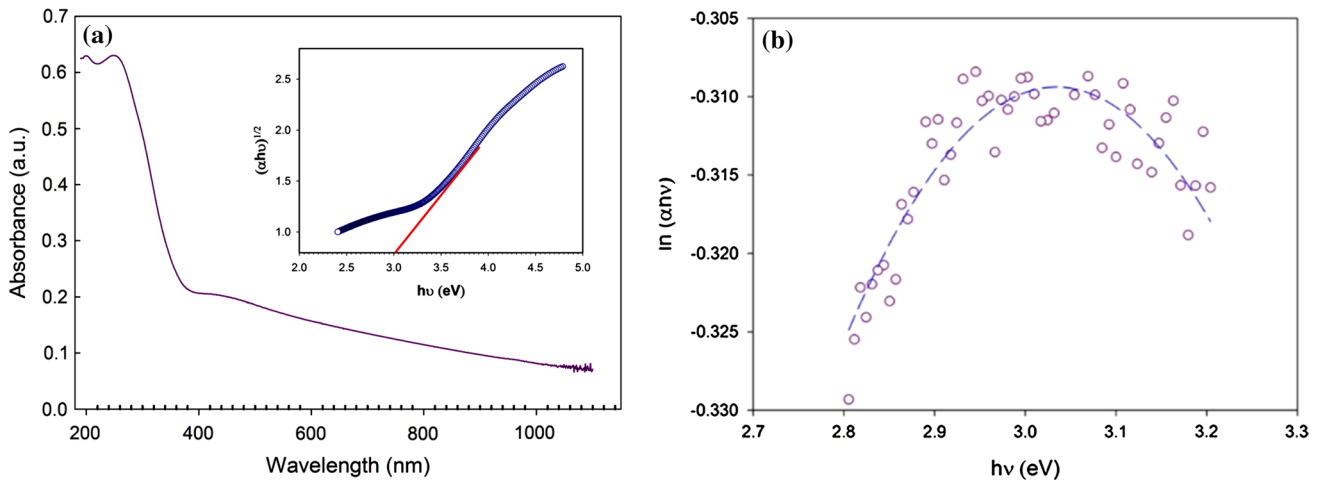 (a)
0.7
0.6
0.5
0.4
0.3
0.2
0.1
0.0
Absorbance (a.u.)
200 400 600 800 1000
Wavelength (nm)
2.5
2.0
1.5
1.0
(αhυ)1/2
2.0 2.5 3.0 3.5 4.0 4.5 5.0
hυ (eV)
(b)
-0.305
-0.310
-0.315
-0.320
-0.325
-0.330
ln (αhν)
2.7 2.8 2.9 3.0 3.1 3.2 3.3
hν (eV)